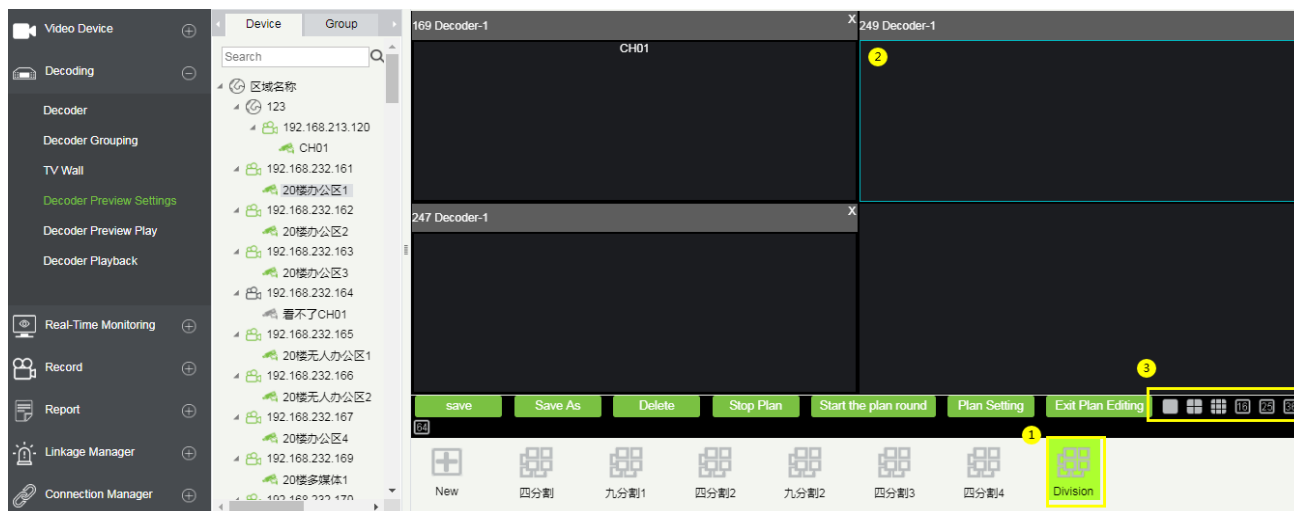 Video Device
Decoding
Decoder
Decoder Grouping
TV Wall
Decoder Preview Settings
Decoder Preview Play
Decoder Playback
Real-Time Monitoring
Record
Report
Linkage Manager
Connection Manager
Device Group
Search
区域名称
123
192.168.213.120
CH01
192.168.232.161
20楼办公区1
192.168.232.162
20楼办公区2
192.168.232.163
20楼办公区3
192.168.232.164
看不了CH01
192.168.232.165
20楼无人办公区1
192.168.232.166
20楼无人办公区2
192.168.232.167
20楼办公区4
192.168.232.169
20楼多媒体1
192.168.232.170
169 Decoder-1 X
CH01
249 Decoder-1
2
247 Decoder-1 X
3
save Save As Delete Stop Plan Start the plan round Plan Setting Exit Plan Editing 16 25 36
64
1
New 四分割 九分割1 四分割2 九分割2 四分割3 四分割4 Division